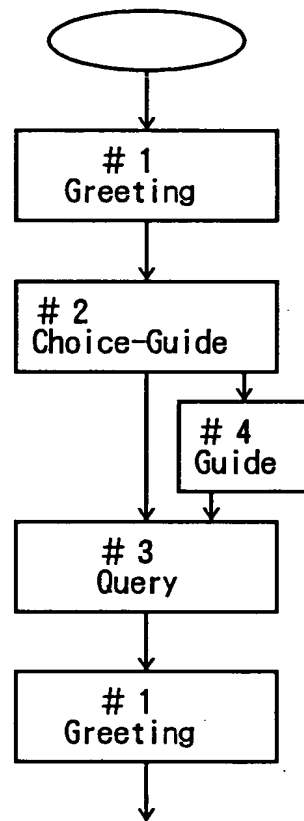 # 1
Greeting
# 2
Choice-Guide
# 4
Guide
# 3
Query
# 1
Greeting